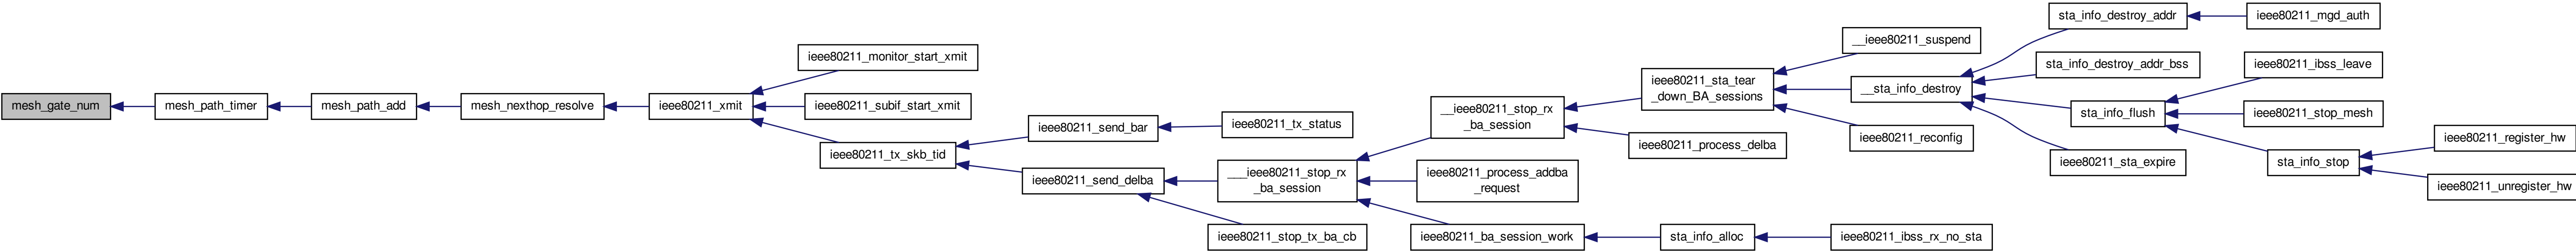 mesh_gate_num
mesh_path_timer
mesh_path_add
mesh_nexthop_resolve
ieee80211_xmit
ieee80211_monitor_start_xmit
ieee80211_subif_start_xmit
ieee80211_tx_skb_tid
ieee80211_send_bar
ieee80211_tx_status
ieee80211_send_delba
___ieee80211_stop_rx
_ba_session
__ieee80211_stop_rx
_ba_session
ieee80211_sta_tear
_down_BA_sessions
__ieee80211_suspend
__sta_info_destroy
sta_info_destroy_addr
ieee80211_mgd_auth
sta_info_destroy_addr_bss
sta_info_flush
ieee80211_ibss_leave
ieee80211_stop_mesh
sta_info_stop
ieee80211_register_hw
ieee80211_unregister_hw
ieee80211_sta_expire
ieee80211_reconfig
ieee80211_process_delba
ieee80211_process_addba
_request
ieee80211_ba_session_work
sta_info_alloc
ieee80211_ibss_rx_no_sta
ieee80211_stop_tx_ba_cb